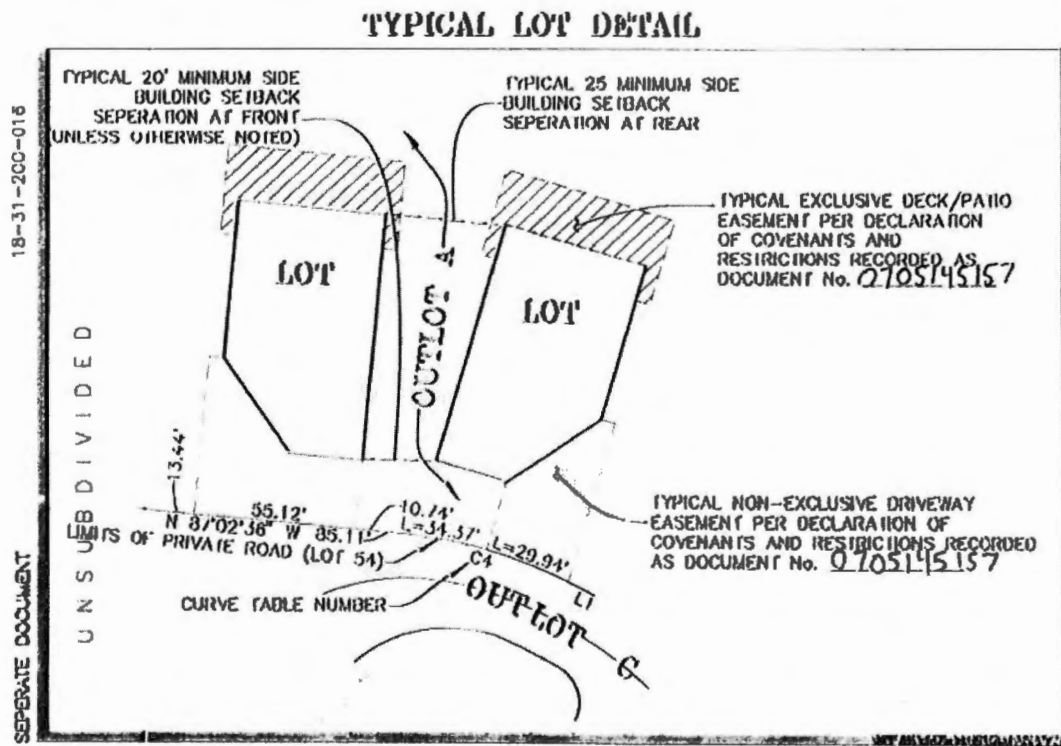 TYPICAL LOT DETAIL
TYPICAL 20' MINIMUM SIDE
BUILDING SETBACK
SEPERATION AT FRONT
(UNLESS OTHERWISE NOTED)
TYPICAL 25 MINIMUM SIDE
BUILDING SETBACK
SEPERATION AT REAR
18-31-200-016
TYPICAL EXCLUSIVE DECK/PATIO
EASEMENT PER DECLARATION
OF COVENANTS AND
RESTRICTIONS RECORDED AS
DOCUMENT No. 0705145157
LOT
LOT
OUTLOT A
UNSUBDIVIDED
13.44'
55.12'
10.74'
N 87°02'36" W 85.11
L=34.37'
L=29.94'
LIMITS OF PRIVATE ROAD (LOT 54)
C4
L1
CURVE TABLE NUMBER
OUTLOT C
TYPICAL NON-EXCLUSIVE DRIVEWAY
EASEMENT PER DECLARATION OF
COVENANTS AND RESTRICTIONS RECORDED
AS DOCUMENT No. 0705145157
SEPERATE DOCUMENT